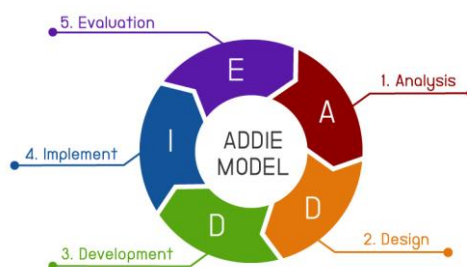 5. Evaluation
1. Analysis
E
A
ADDIE
MODEL
I
4. Implement
D
D
3. Development
2. Design